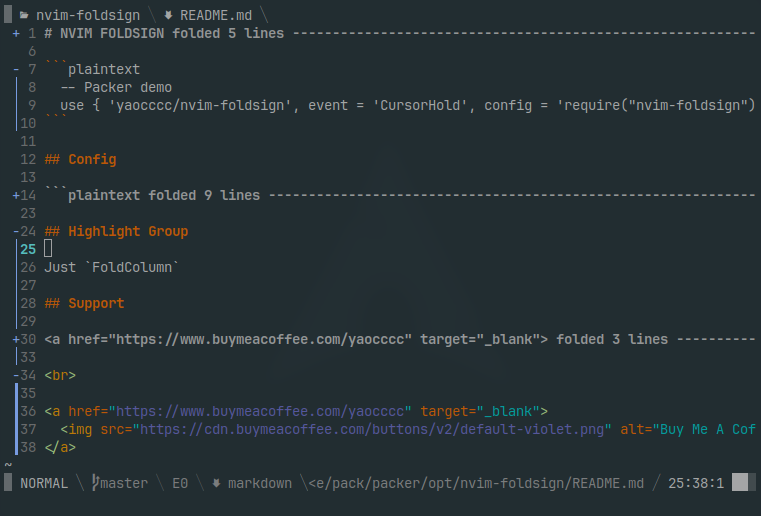 nvim-foldsign \ README.md \
+ 1 # NVIM FOLDSIGN folded 5 lines ----------------------------------------------------------
6
- 7 ```plaintext
8 -- Packer demo
9 use { 'yaocccc/nvim-foldsign', event = 'CursorHold', config = 'require("nvim-foldsign")
10 ```
11
12 ## Config
13
+14 ```plaintext folded 9 lines -------------------------------------------------------------
23
-24 ## Highlight Group
25
26 Just `FoldColumn`
27
28 ## Support
29
+30 <a href="https://www.buymeacoffee.com/yaocccc" target="_blank"> folded 3 lines ----------
33
-34 <br>
35
36 <a href="https://www.buymeacoffee.com/yaocccc" target="_blank">
37 <img src="https://cdn.buymeacoffee.com/buttons/v2/default-violet.png" alt="Buy Me A Cof
38 </a>
~
NORMAL \ master \ E0 \ markdown \<e/pack/packer/opt/nvim-foldsign/README.md / 25:38:1